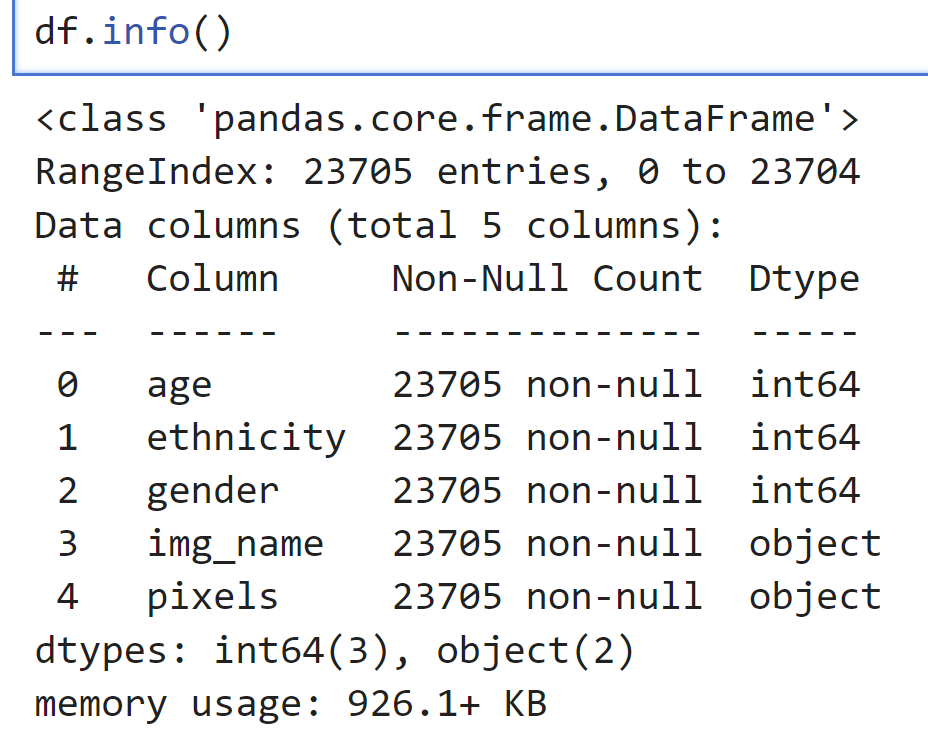 df.info()
<class 'pandas.core.frame.DataFrame'>
RangeIndex: 23705 entries, 0 to 23704
Data columns (total 5 columns):
 #   Column     Non-Null Count  Dtype
---  ------     --------------  -----
 0   age        23705 non-null  int64
 1   ethnicity  23705 non-null  int64
 2   gender     23705 non-null  int64
 3   img_name   23705 non-null  object
 4   pixels     23705 non-null  object
dtypes: int64(3), object(2)
memory usage: 926.1+ KB